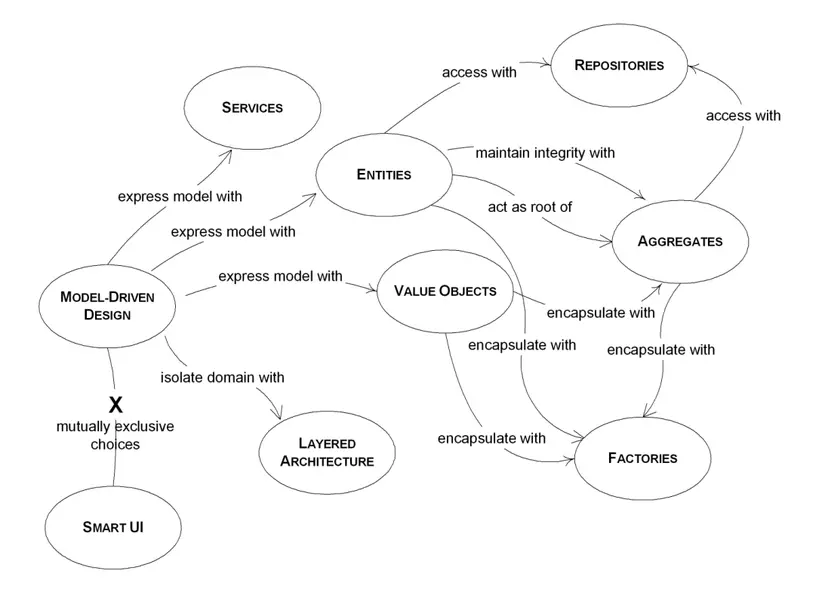 REPOSITORIES
access with
SERVICES
access with
maintain integrity with
ENTITIES
express model with
act as root of
express model with
AGGREGATES
express model with
VALUE OBJECTS
MODEL-DRIVEN
DESIGN
encapsulate with
encapsulate with
encapsulate with
isolate domain with
X
mutually exclusive
choices
encapsulate with
LAYERED
ARCHITECTURE
FACTORIES
SMART UI